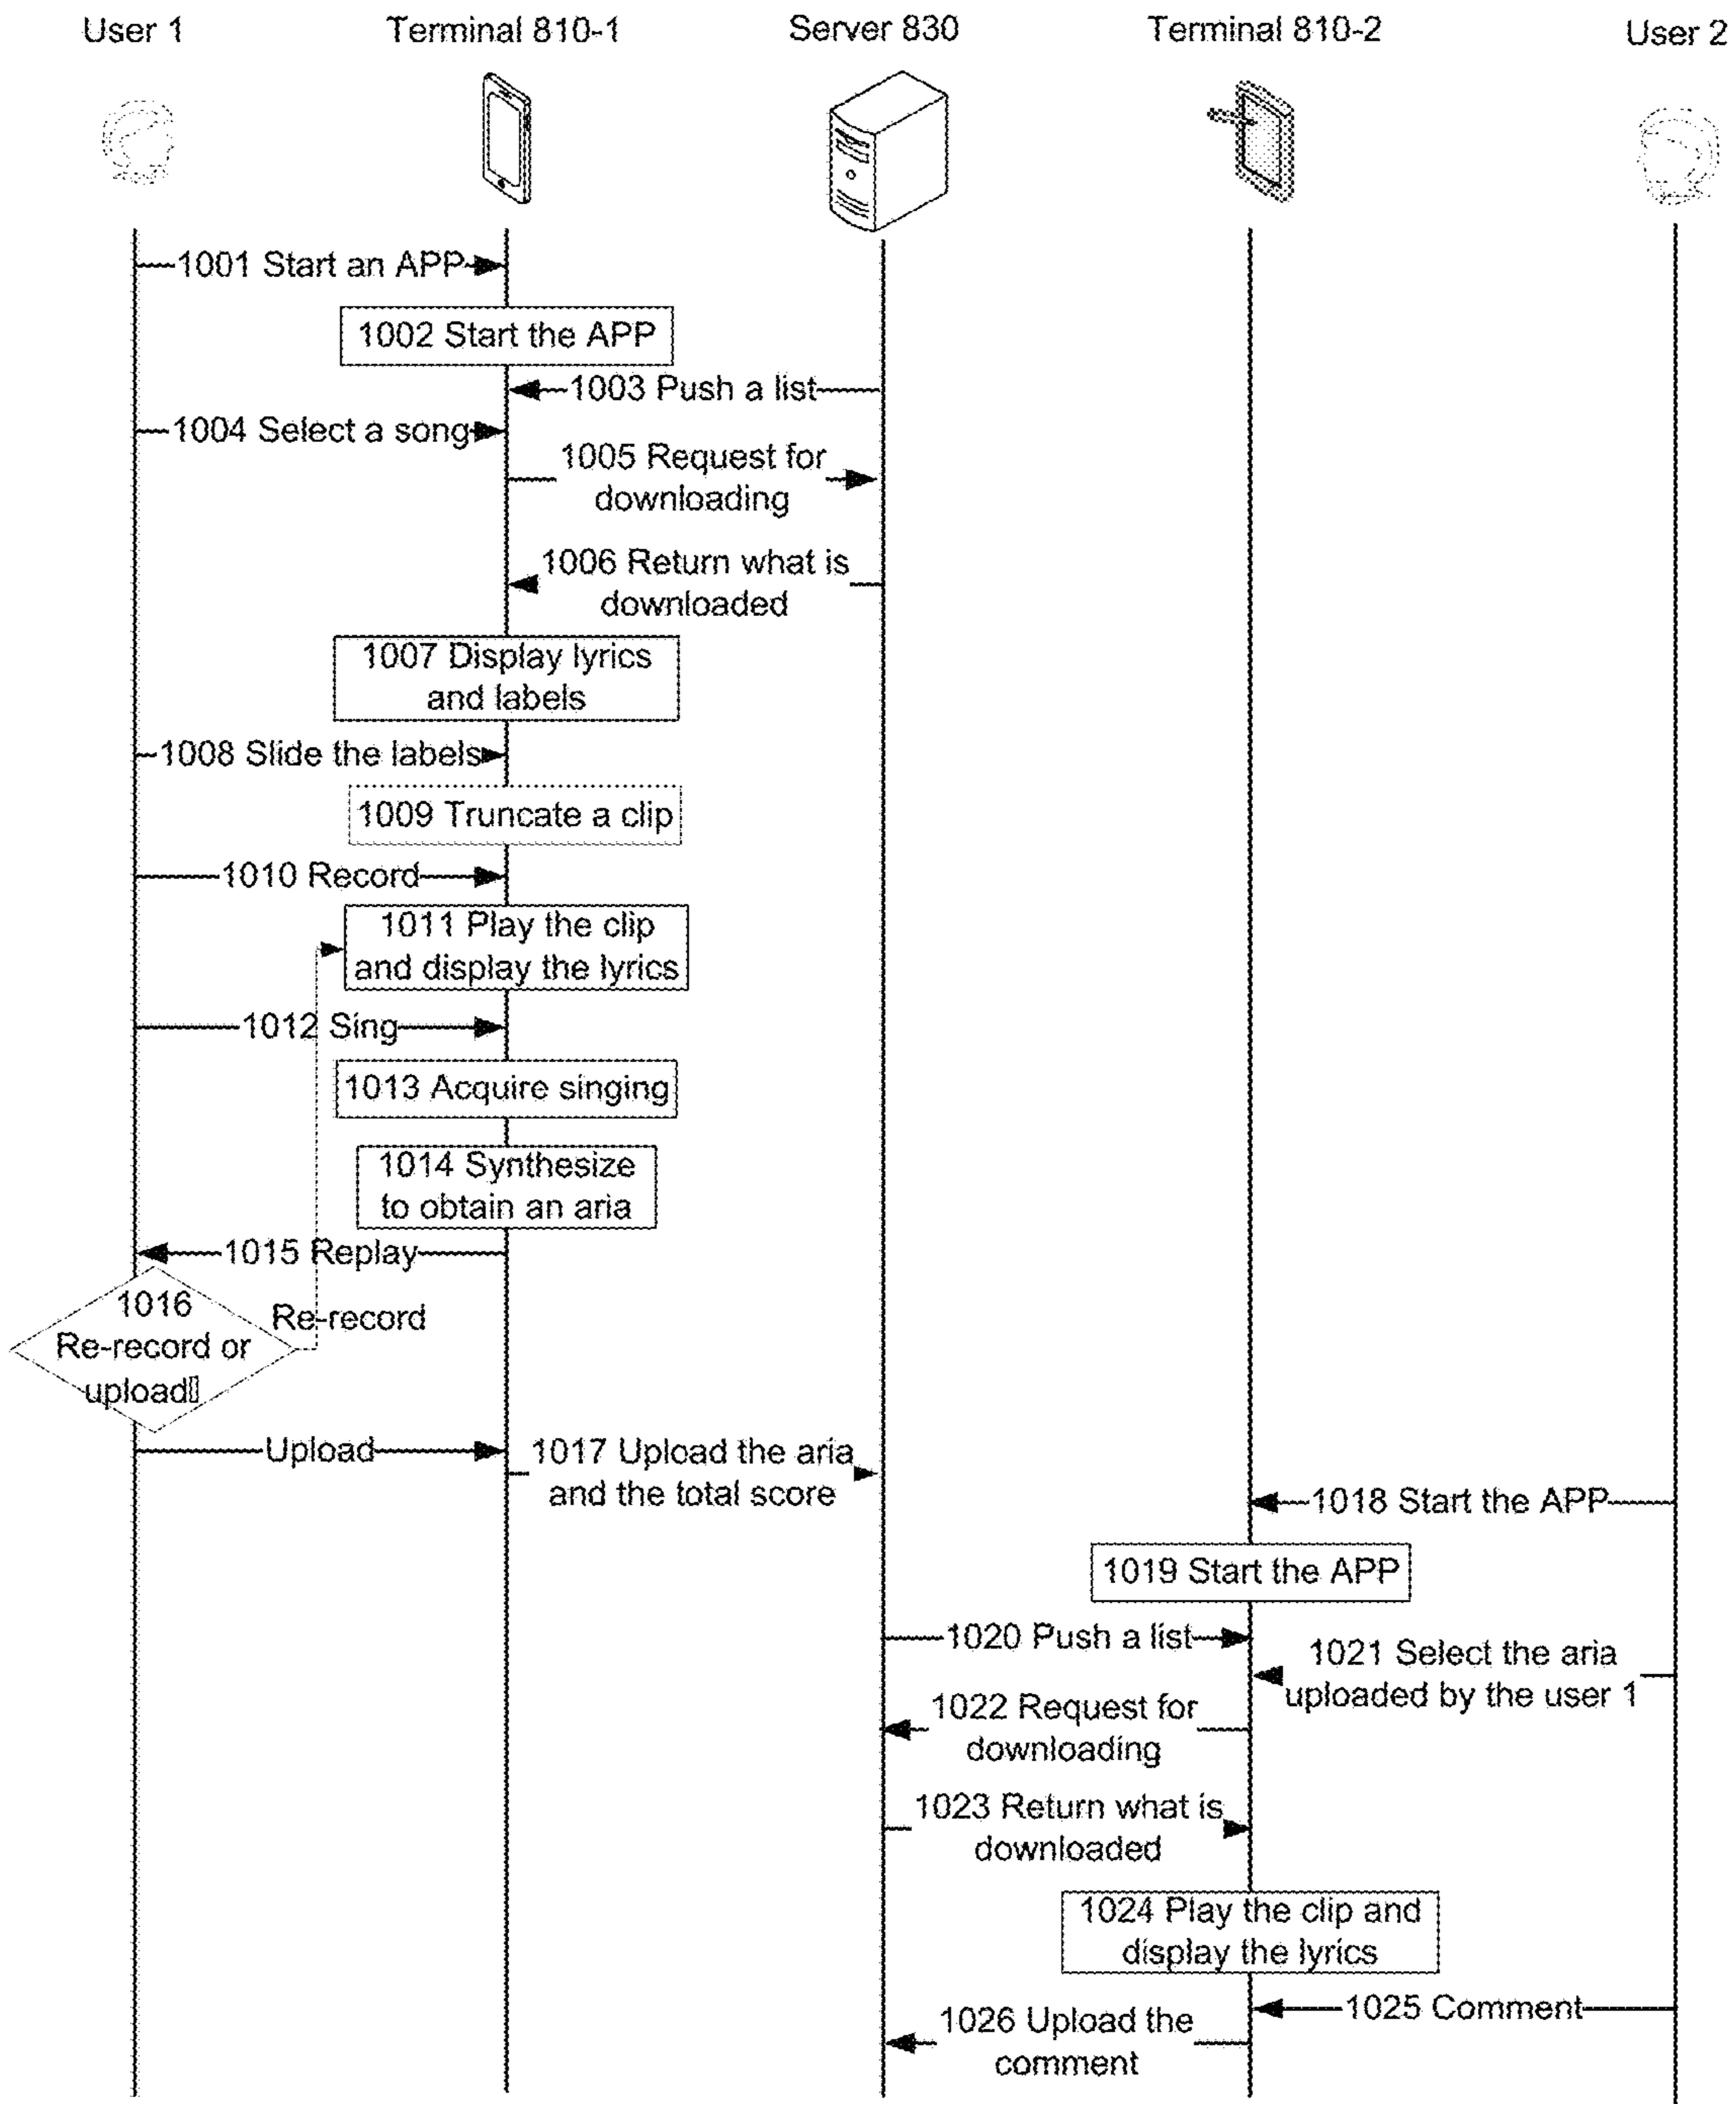 User 1
Terminal 810-1
Server 830
Terminal 810-2
User 2
1001 Start an APP
1002 Start the APP
1003 Push a list
1004 Select a song
1005 Request for
downloading
1006 Return what is
downloaded
1007 Display lyrics
and labels
1008 Slide the labels
1009 Truncate a clip
1010 Record
1011 Play the clip
and display the lyrics
1012 Sing
1013 Acquire singing
1014 Synthesize
to obtain an aria
1015 Replay
1016
Re-record or
upload
Re-record
Upload
1017 Upload the aria
and the total score
1018 Start the APP
1019 Start the APP
1020 Push a list
1021 Select the aria
uploaded by the user 1
1022 Request for
downloading
1023 Return what is
downloaded
1024 Play the clip and
display the lyrics
1025 Comment
1026 Upload the
comment